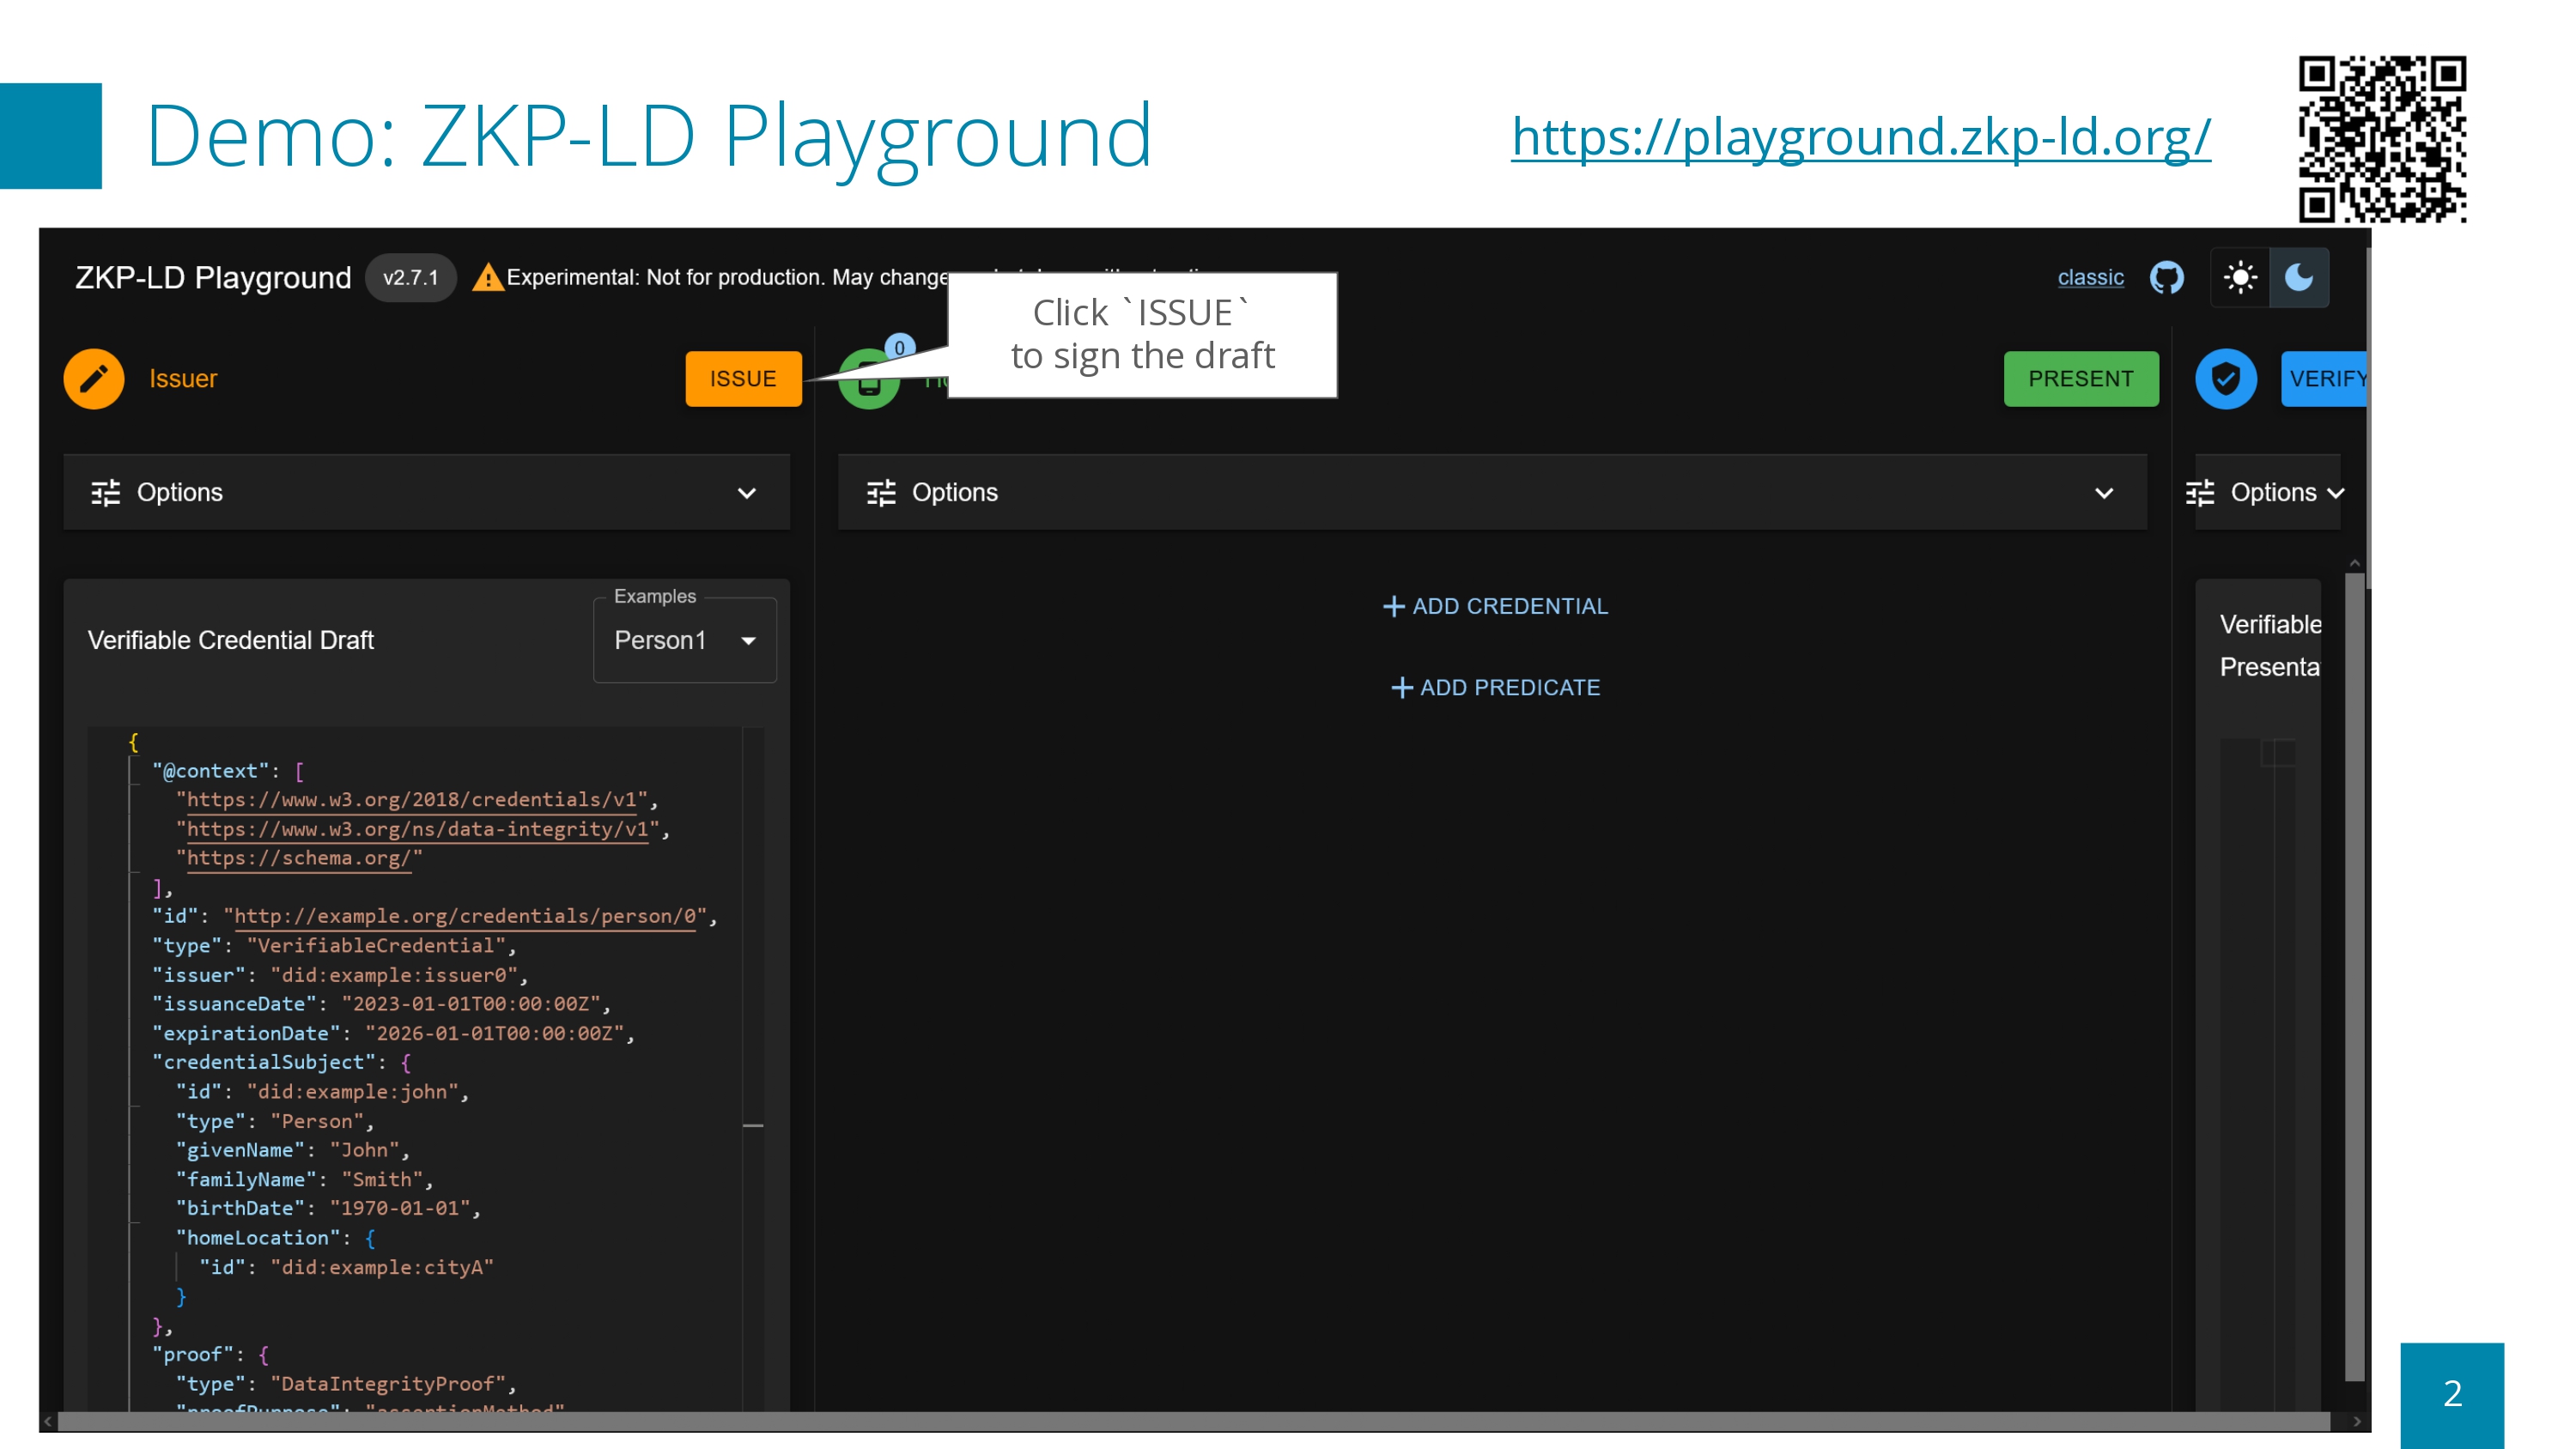 Demo: ZKP-LD Playground
https://playground.zkp-ld.org/
ZKP-LD Playground v2.7.1 Experimental: Not for production. May change
classic
Click `ISSUE`
to sign the draft
Issuer
ISSUE
0
PRESENT
VERIFY
Options
Options
Options
ADD CREDENTIAL
ADD PREDICATE
Verifiable
Verifiable Credential Draft
Examples
Person1
{
"@context": [
"https://www.w3.org/2018/credentials/v1",
"https://www.w3.org/ns/data-integrity/v1",
"https://schema.org/"
],
"id": "http://example.org/credentials/person/0",
"type": "VerifiableCredential",
"issuer": "did:example:issuer0",
"issuanceDate": "2023-01-01T00:00:00Z",
"expirationDate": "2026-01-01T00:00:00Z",
"credentialSubject": {
"id": "did:example:john",
"type": "Person",
"givenName": "John",
"familyName": "Smith",
"birthDate": "1970-01-01",
"homeLocation": {
"id": "did:example:cityA"
}
},
"proof": {
"type": "DataIntegrityProof",
"proofPurpose": "assertionMethod"
2